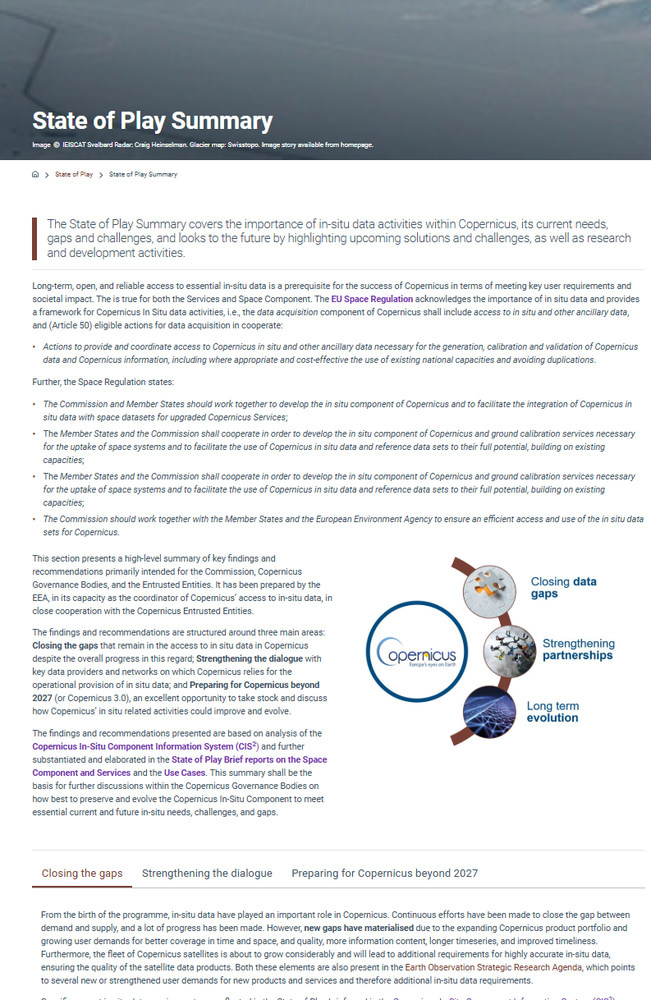 State of Play Summary
Image © IEISCAT Svalbard Radar: Craig Heinselman. Glacier map: Swisstopo. Image story available from homepage.
State of Play
State of Play Summary
The State of Play Summary covers the importance of in-situ data activities within Copernicus, its current needs,
gaps and challenges, and looks to the future by highlighting upcoming solutions and challenges, as well as research
and development activities.
Long-term, open, and reliable access to essential in-situ data is a prerequisite for the success of Copernicus in terms of meeting key user requirements and
societal impact. The is true for both the Services and Space Component. The EU Space Regulation acknowledges the importance of in situ data and provides
a framework for Copernicus In Situ data activities, i.e., the data acquisition component of Copernicus shall include access to in situ and other ancillary data,
and (Article 50) eligible actions for data acquisition in cooperate:
• Actions to provide and coordinate access to Copernicus in situ and other ancillary data necessary for the generation, calibration and validation of Copernicus
data and Copernicus information, including where appropriate and cost-effective the use of existing national capacities and avoiding duplications.
Further, the Space Regulation states:
• The Commission and Member States should work together to develop the in situ component of Copernicus and to facilitate the integration of Copernicus in
situ data with space datasets for upgraded Copernicus Services;
• The Member States and the Commission shall cooperate in order to develop the in situ component of Copernicus and ground calibration services necessary
for the uptake of space systems and to facilitate the use of Copernicus in situ data and reference data sets to their full potential, building on existing
capacities;
• The Member States and the Commission shall cooperate in order to develop the in situ component of Copernicus and ground calibration services necessary
for the uptake of space systems and to facilitate the use of Copernicus in situ data and reference data sets to their full potential, building on existing
capacities;
• The Commission should work together with the Member States and the European Environment Agency to ensure an efficient access and use of the in situ data
sets for Copernicus.
This section presents a high-level summary of key findings and
recommendations primarily intended for the Commission, Copernicus
Governance Bodies, and the Entrusted Entities. It has been prepared by the
EEA, in its capacity as the coordinator of Copernicus' access to in-situ data, in
close cooperation with the Copernicus Entrusted Entities.
The findings and recommendations are structured around three main areas:
Closing the gaps that remain in the access to in situ data in Copernicus
despite the overall progress in this regard; Strengthening the dialogue with
key data providers and networks on which Copernicus relies for the
operational provision of in situ data; and Preparing for Copernicus beyond
2027 (or Copernicus 3.0), an excellent opportunity to take stock and discuss
how Copernicus' in situ related activities could improve and evolve.
The findings and recommendations presented are based on analysis of the
Copernicus In-Situ Component Information System (CIS²) and further
substantiated and elaborated in the State of Play Brief reports on the Space
Component and Services and the Use Cases. This summary shall be the
basis for further discussions within the Copernicus Governance Bodies on
how best to preserve and evolve the Copernicus In-Situ Component to meet
essential current and future in-situ needs, challenges, and gaps.
Closing data
gaps
opernicus
Europe's eyes on Earth
Strengthening
partnerships
Long term
evolution
Closing the gaps
Strengthening the dialogue
Preparing for Copernicus beyond 2027
From the birth of the programme, in-situ data have played an important role in Copernicus. Continuous efforts have been made to close the gap between
demand and supply, and a lot of progress has been made. However, new gaps have materialised due to the expanding Copernicus product portfolio and
growing user demands for better coverage in time and space, and quality, more information content, longer timeseries, and improved timeliness.
Furthermore, the fleet of Copernicus satellites is about to grow considerably and will lead to additional requirements for highly accurate in-situ data,
ensuring the quality of the satellite data products. Both these elements are also present in the Earth Observation Strategic Research Agenda, which points
to several new or strengthened user demands for new products and services and therefore additional in-situ data requirements.